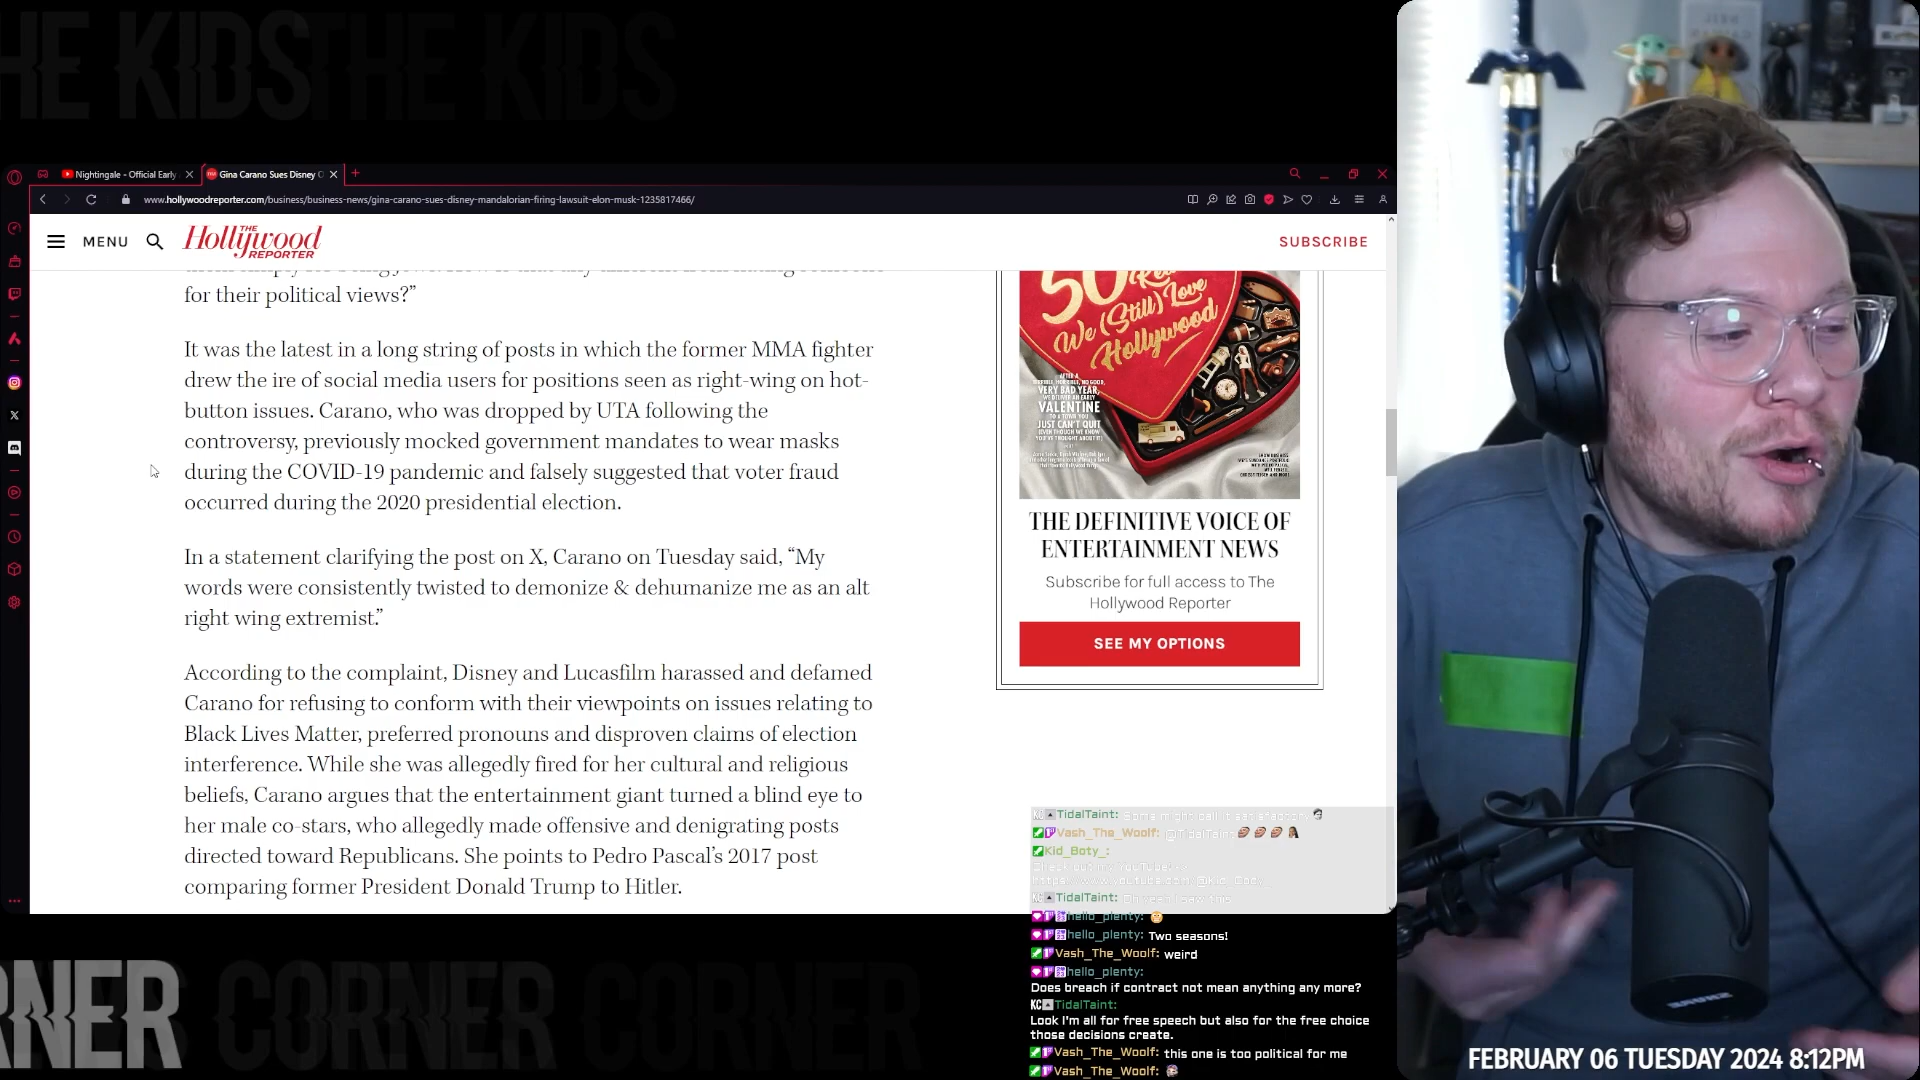 THE KIDS THE KIDS
Nightingale - Official Early
Gina Carano Sues Disney O
www.hollywoodreporter.com/business/business-news/gina-carano-sues-disney-mandalorian-firing-lawsuit-elon-musk-1235817466/
MENU
THE
Hollywood
REPORTER
SUBSCRIBE
for their political views?”
It was the latest in a long string of posts in which the former MMA fighter
drew the ire of social media users for positions seen as right-wing on hot-
button issues. Carano, who was dropped by UTA following the
controversy, previously mocked government mandates to wear masks
during the COVID-19 pandemic and falsely suggested that voter fraud
occurred during the 2020 presidential election.
In a statement clarifying the post on X, Carano on Tuesday said, “My
words were consistently twisted to demonize & dehumanize me as an alt
right wing extremist.”
According to the complaint, Disney and Lucasfilm harassed and defamed
Carano for refusing to conform with their viewpoints on issues relating to
Black Lives Matter, preferred pronouns and disproven claims of election
interference. While she was allegedly fired for her cultural and religious
beliefs, Carano argues that the entertainment giant turned a blind eye to
her male co-stars, who allegedly made offensive and denigrating posts
directed toward Republicans. She points to Pedro Pascal’s 2017 post
comparing former President Donald Trump to Hitler.
50
We (Still) Love
Hollywood
VERY BAD YEAR,
VALENTINE
JUST CAN'T QUIT
THE DEFINITIVE VOICE OF
ENTERTAINMENT NEWS
Subscribe for full access to The
Hollywood Reporter
SEE MY OPTIONS
TidalTaint:
Vash_The_Woolf: @TidalTaint
Kid_Boty_:
TidalTaint:
hello_plenty:
hello_plenty: Two seasons!
Vash_The_Woolf: weird
hello_plenty:
Does breach if contract not mean anything any more?
KC TidalTaint:
Look I'm all for free speech but also for the free choice
those decisions create.
Vash_The_Woolf: this one is too political for me
Vash_The_Woolf:
RNER CORNER CORNER
FEBRUARY 06 TUESDAY 2024 8:12PM